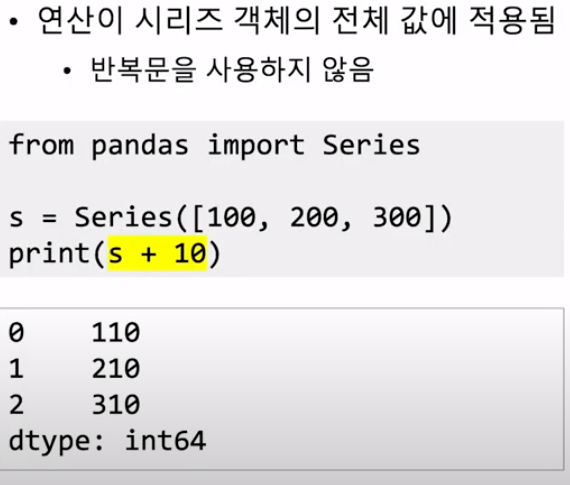 • 연산이 시리즈 객체의 전체 값에 적용됨
• 반복문을 사용하지 않음
from pandas import Series
s = Series([100, 200, 300])
print(s + 10)
0 110
1 210
2 310
dtype: int64